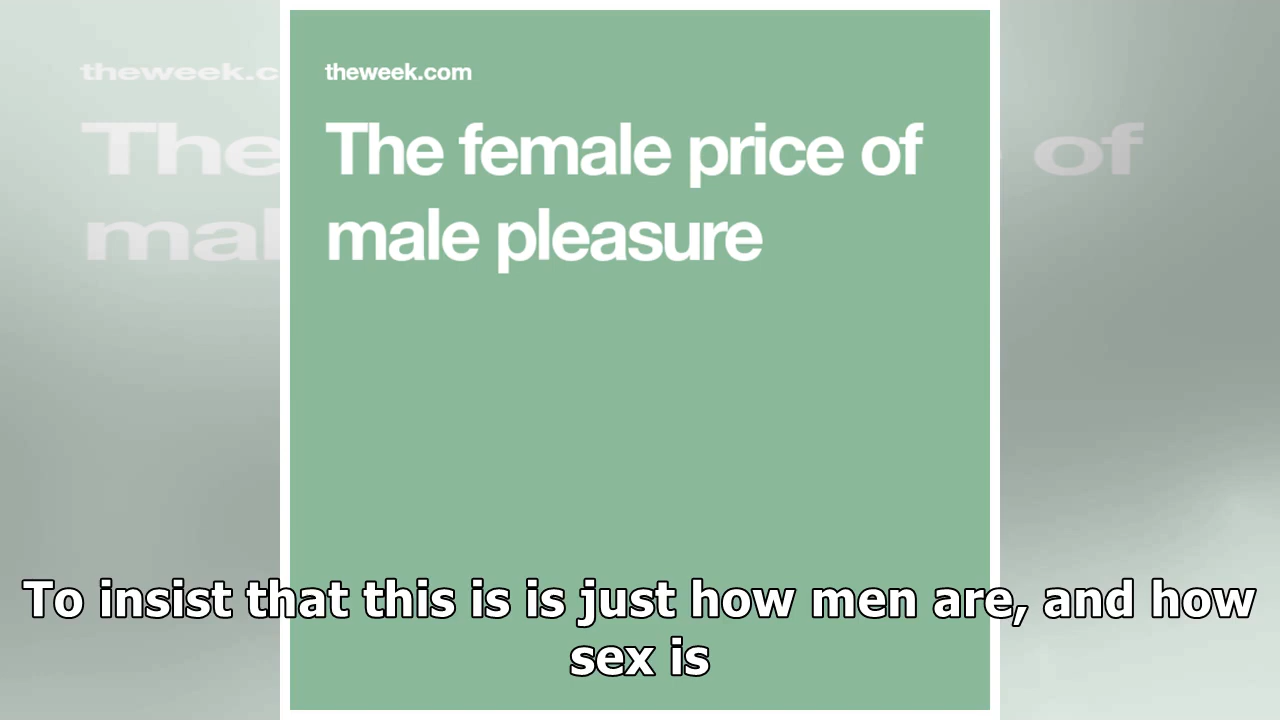 theweek.com
The female price of
male pleasure
To insist that this is is just how men are, and how
sex is